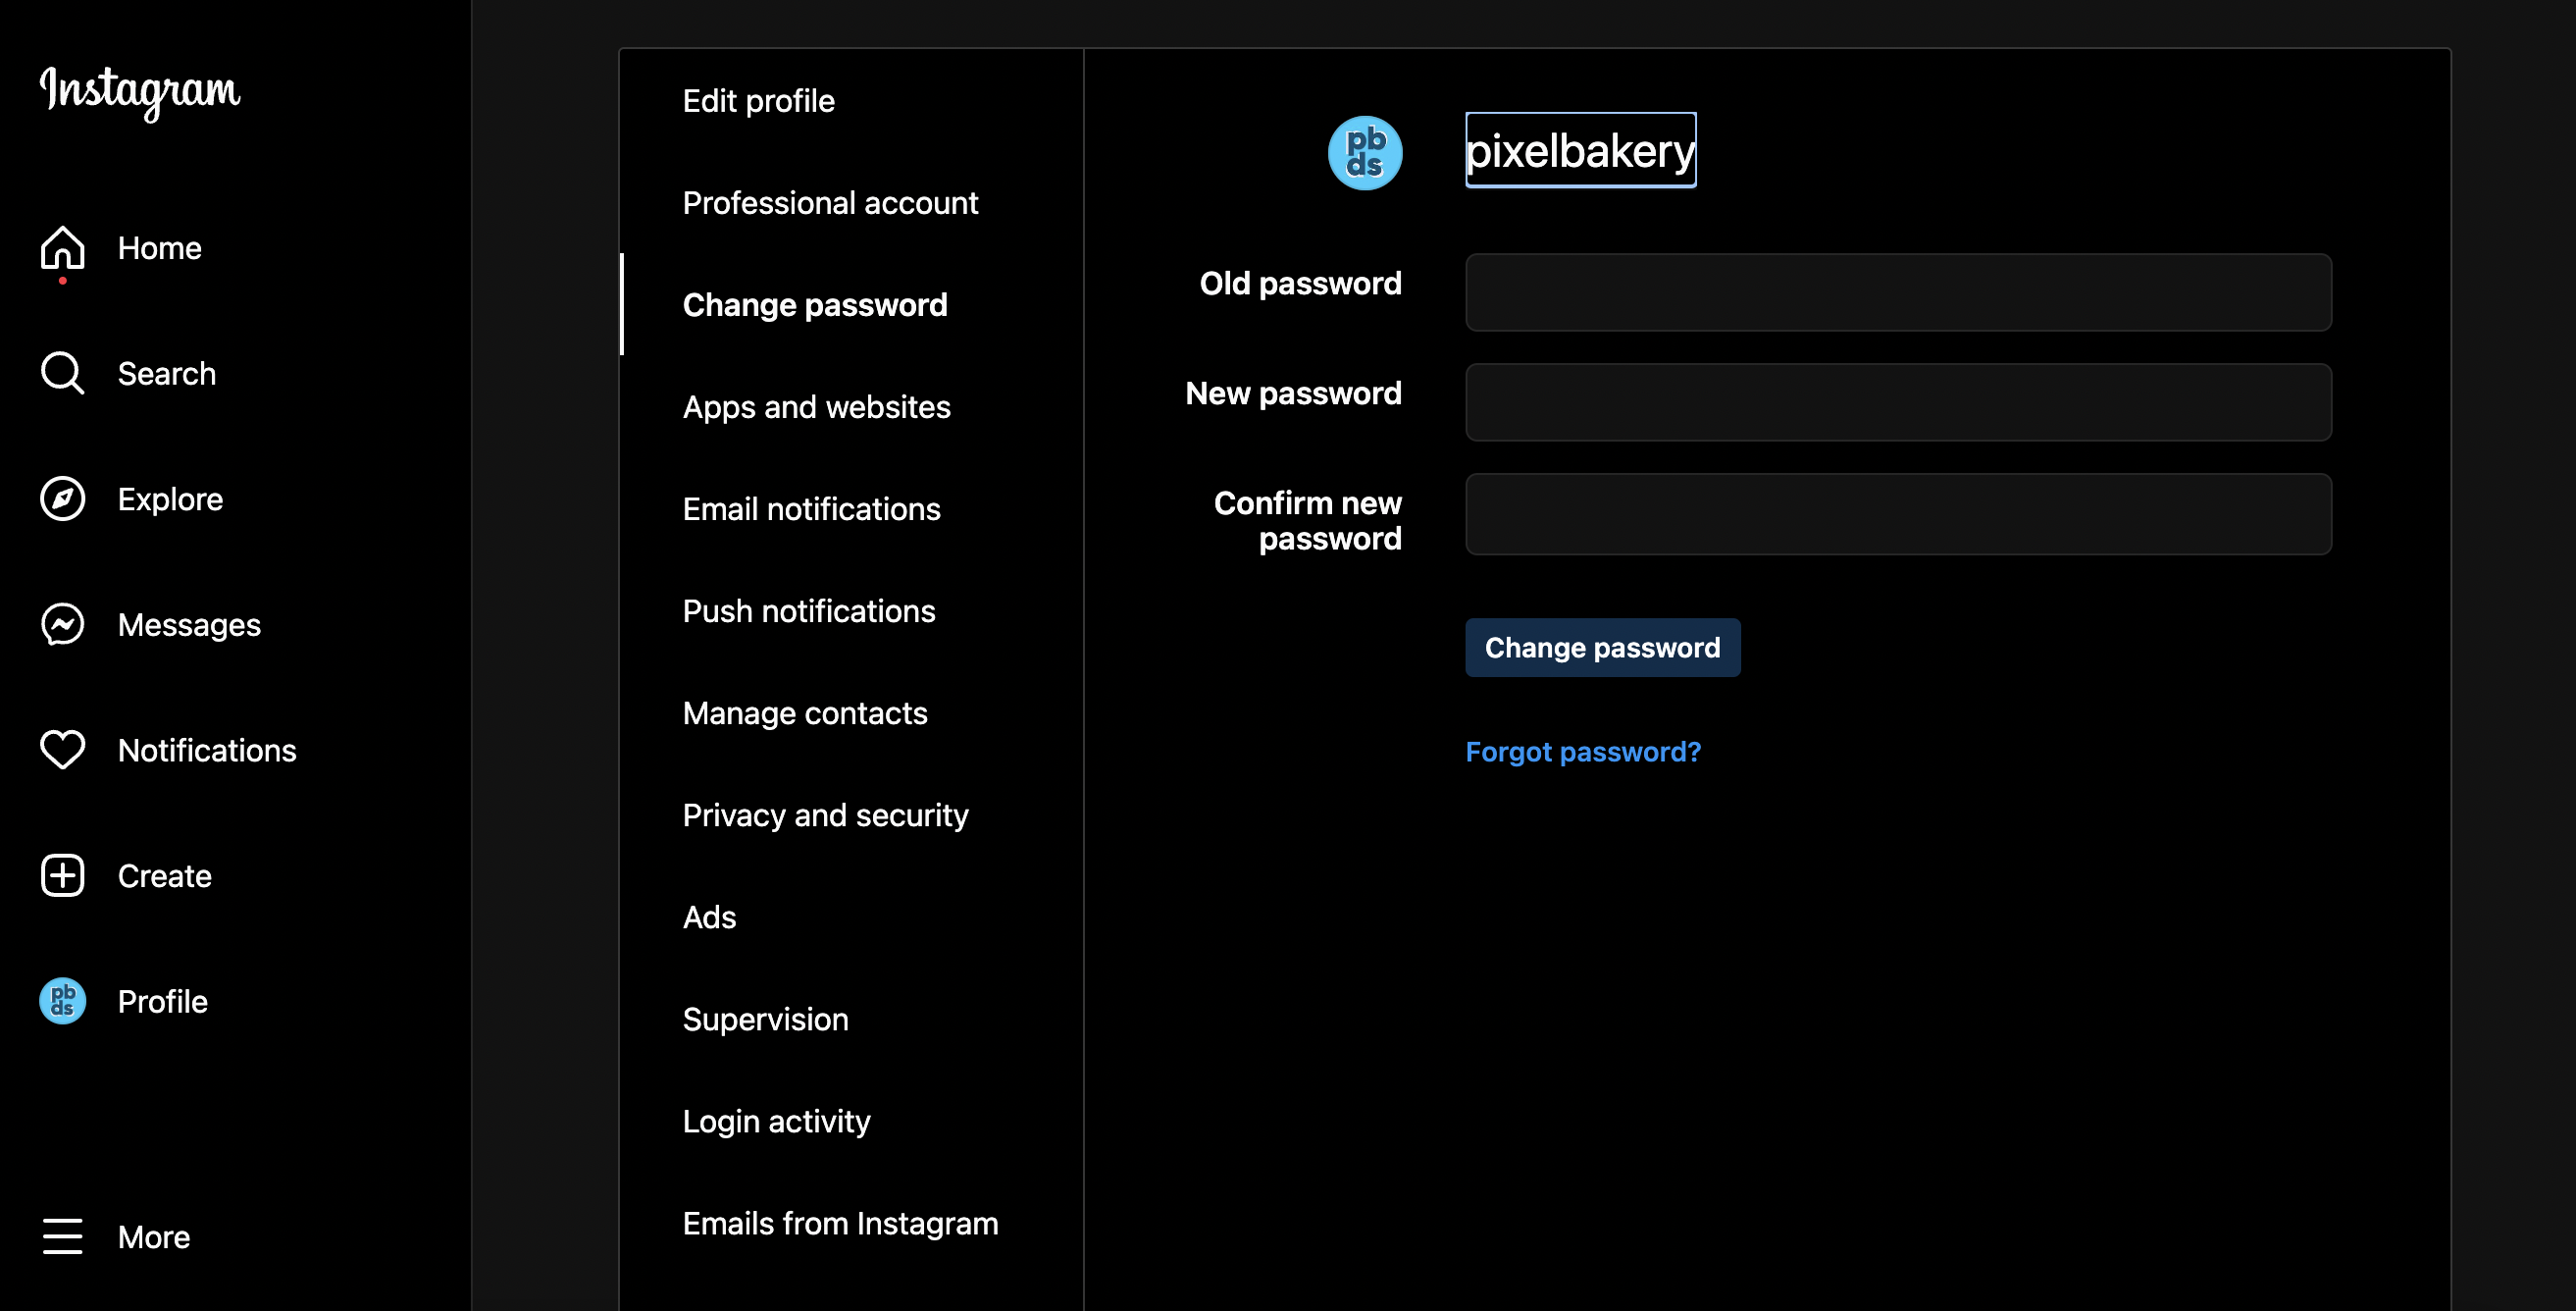 Instagram
Home
Search
Explore
Messages
Notifications
Create
pb
ds
Profile
More
Edit profile
Professional account
Change password
Apps and websites
Email notifications
Push notifications
Manage contacts
Privacy and security
Ads
Supervision
Login activity
Emails from Instagram
pb
ds
pixelbakery
Old password
New password
Confirm new
password
Change password
Forgot password?